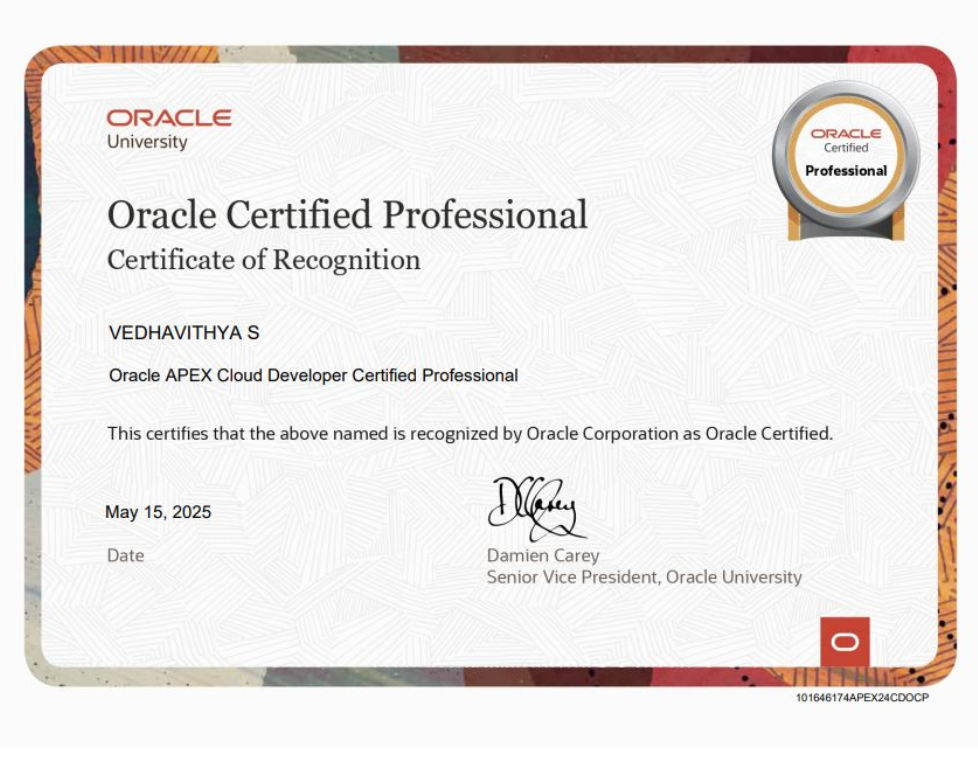 ORACLE
University
ORACLE
Certified
Professional
Oracle Certified Professional
Certificate of Recognition
VEDHAVITHYA S
Oracle APEX Cloud Developer Certified Professional
This certifies that the above named is recognized by Oracle Corporation as Oracle Certified.
DCarey
May 15, 2025
Date
Damien Carey
Senior Vice President, Oracle University
101646174APEX24CDOCP